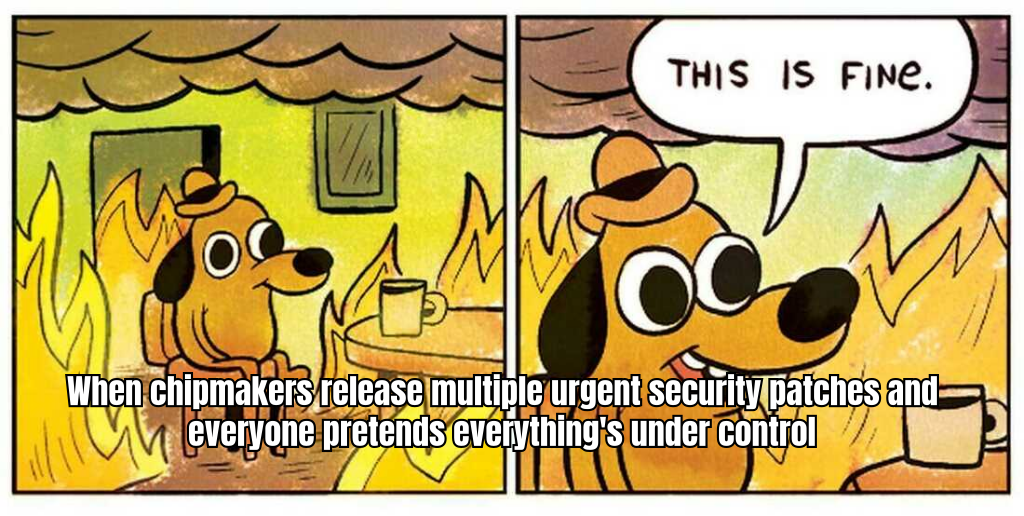 THIS IS FINE.
When chipmakers release multiple urgent security patches and
everyone pretends everything's under control